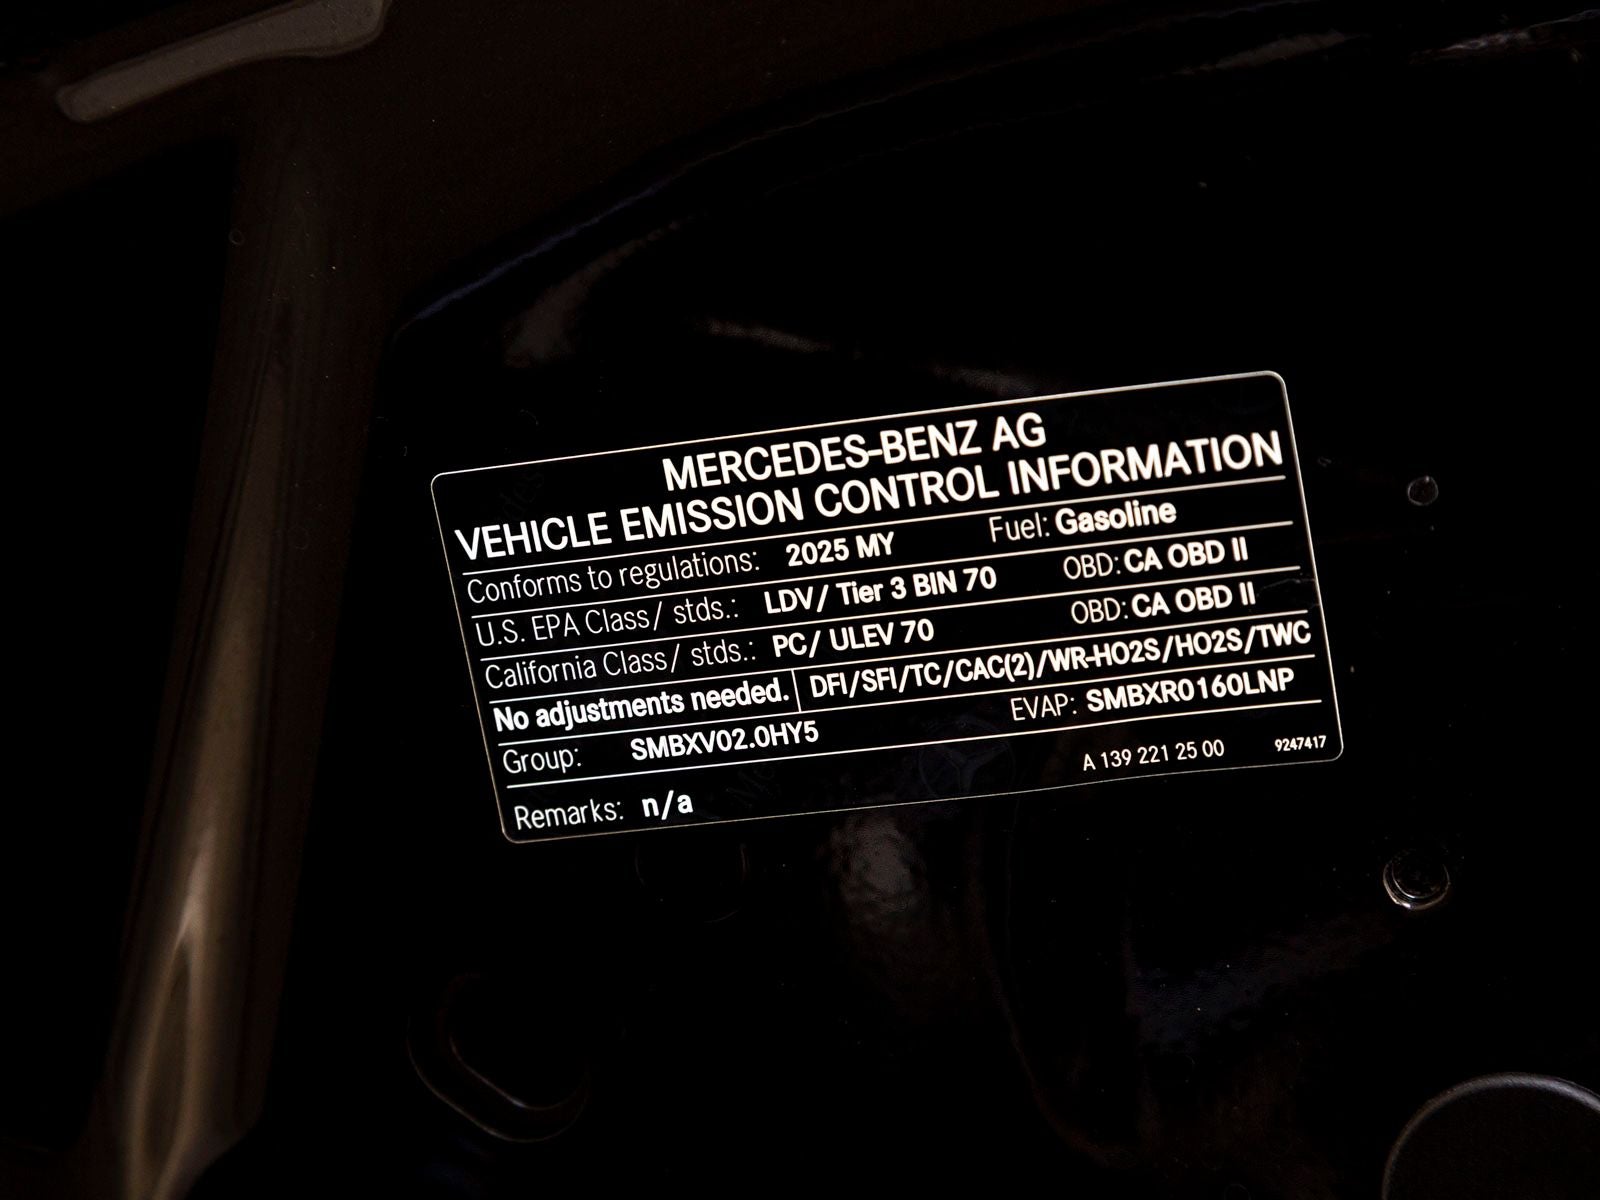 MERCEDES-BENZ AG
VEHICLE EMISSION CONTROL INFORMATION
Conforms to regulations: 2025 MY Fuel: Gasoline
U.S. EPA Class/ stds.: LDV/ Tier 3 BIN 70 OBD: CA OBD II
California Class/ stds.: PC/ ULEV 70 OBD: CA OBD II
No adjustments needed. DFI/SFI/TC/CAC(2)/WR-HO2S/HO2S/TWC
Group: SMBXV02.0HY5 EVAP: SMBXR0160LNP
Remarks: n/a A 139 221 25 00 9247417